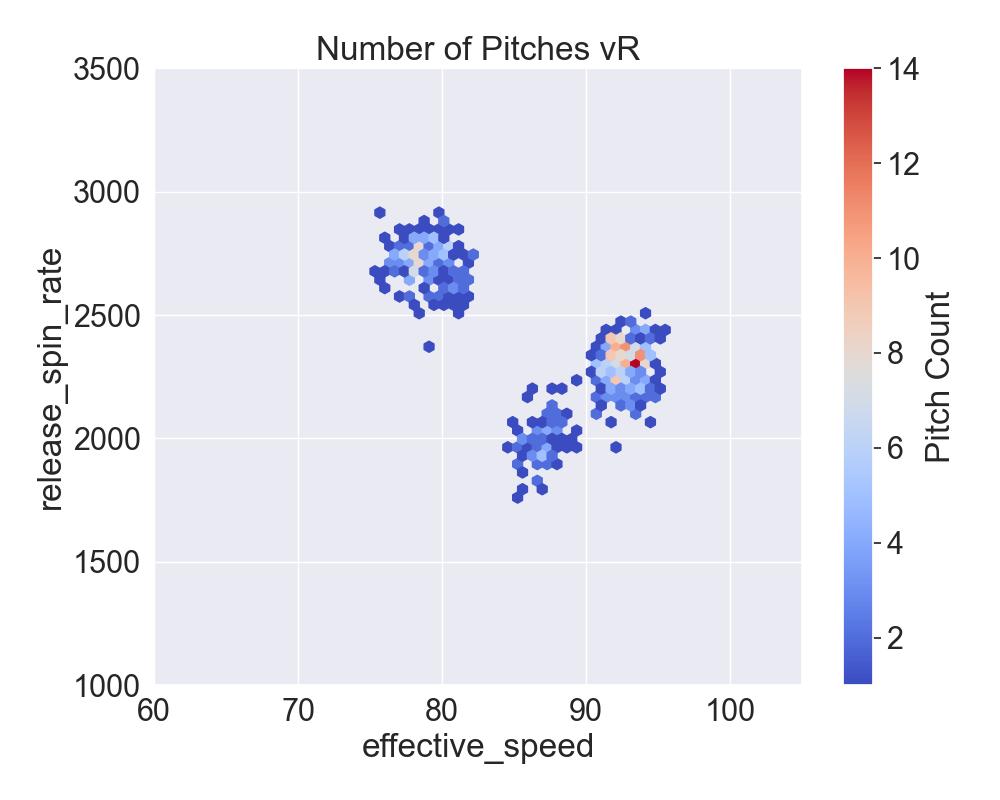 Number of Pitches vR
3500
3000
2500
2000
1500
1000
release_spin_rate
60 70 80 90 100
effective_speed
14
12
10
8
6
4
2
Pitch Count